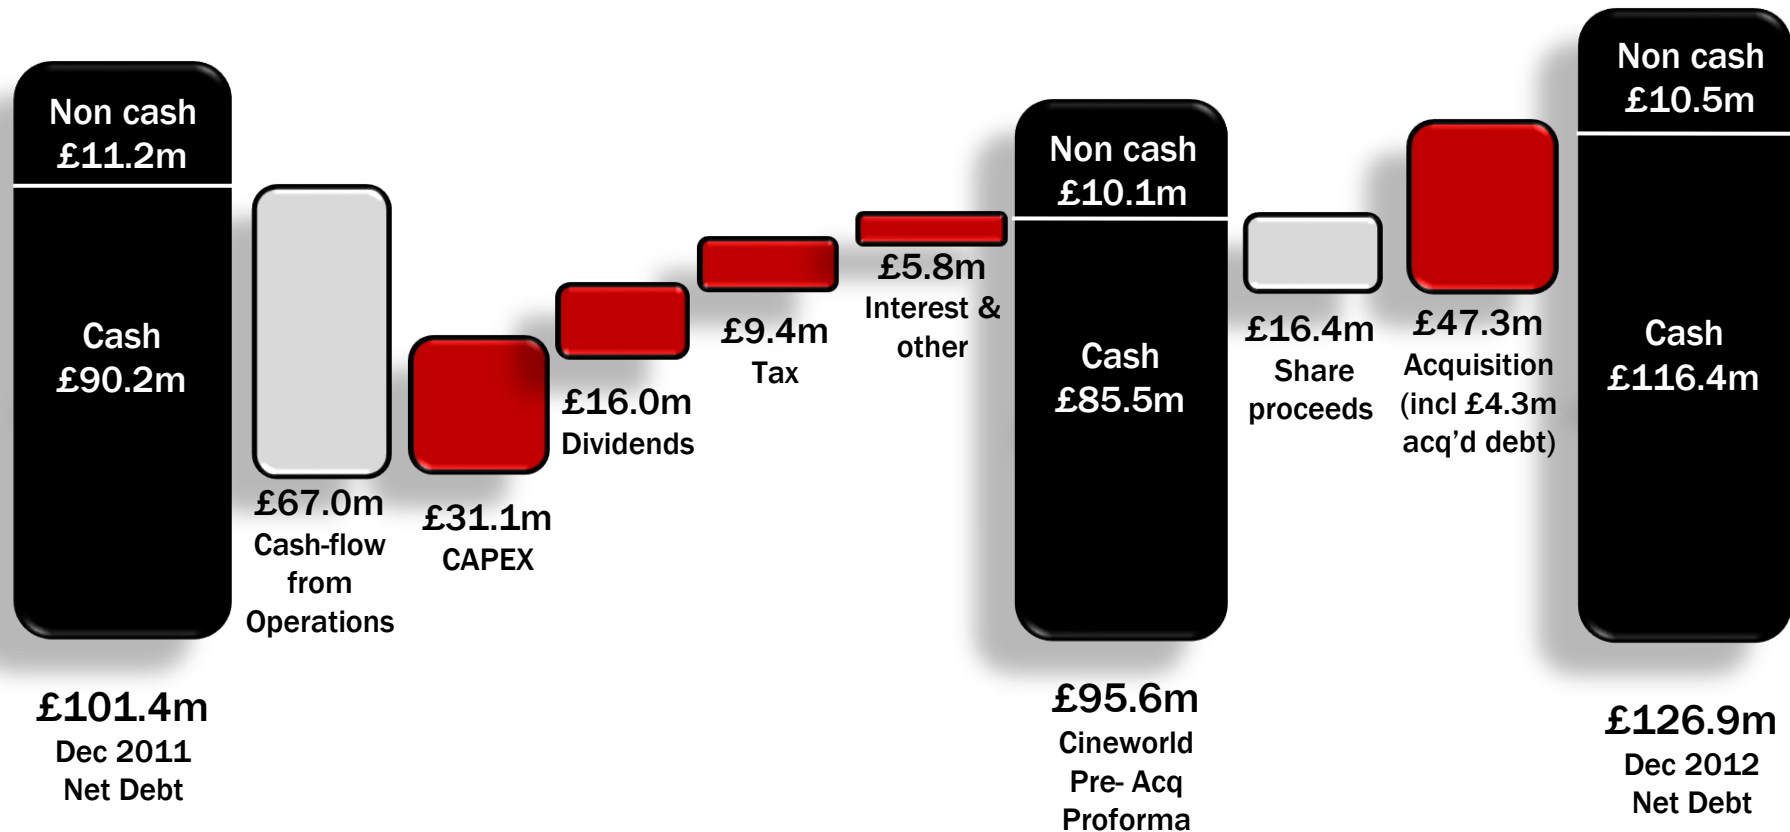 Non cash
£11.2m
Cash
£90.2m
£101.4m
Dec 2011
Net Debt
£67.0m
Cash-flow
from
Operations
£31.1m
CAPEX
£16.0m
Dividends
£9.4m
Tax
£5.8m
Interest &
other
Non cash
£10.1m
Cash
£85.5m
£95.6m
Cineworld
Pre- Acq
Proforma
£16.4m
Share
proceeds
£47.3m
Acquisition
(incl £4.3m
acq’d debt)
Non cash
£10.5m
Cash
£116.4m
£126.9m
Dec 2012
Net Debt